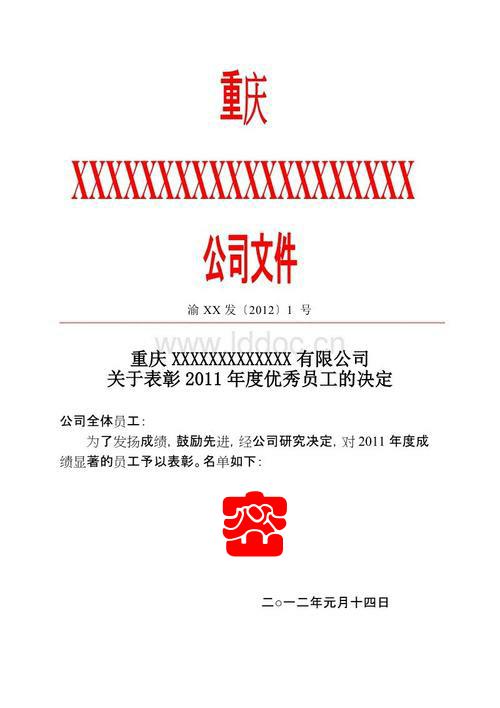 重庆
XXXXXXXXXXXXXXXXXXX
公司文件
渝 XX 发〔2012〕1 号
www.lddoc.cn
重庆 XXXXXXXXXXXXX 有限公司
关于表彰 2011 年度优秀员工的决定
公司全体员工：
为了发扬成绩，鼓励先进，经公司研究决定，对 2011 年度成
绩显著的员工予以表彰。名单如下：
二○一二年元月十四日